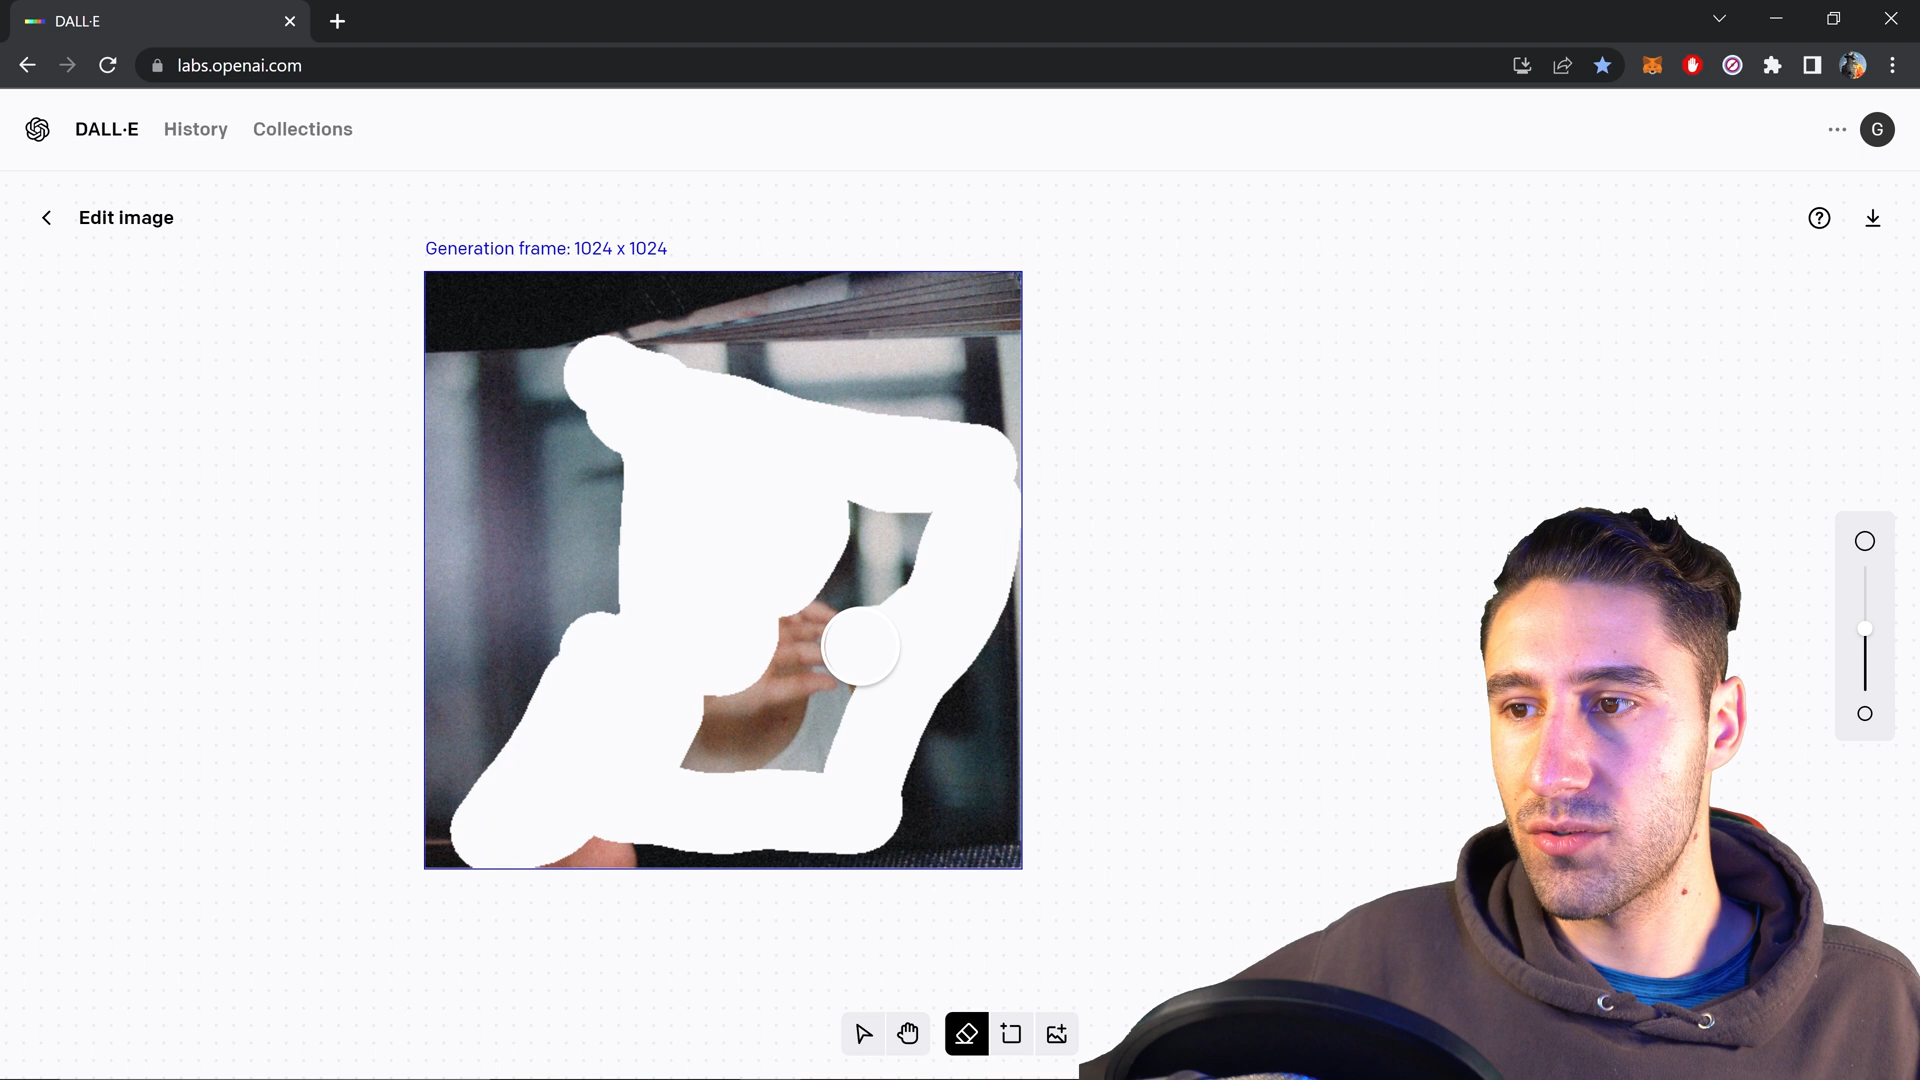 DALL·E
labs.openai.com
DALL·E History Collections
G
Edit image
Generation frame: 1024 x 1024